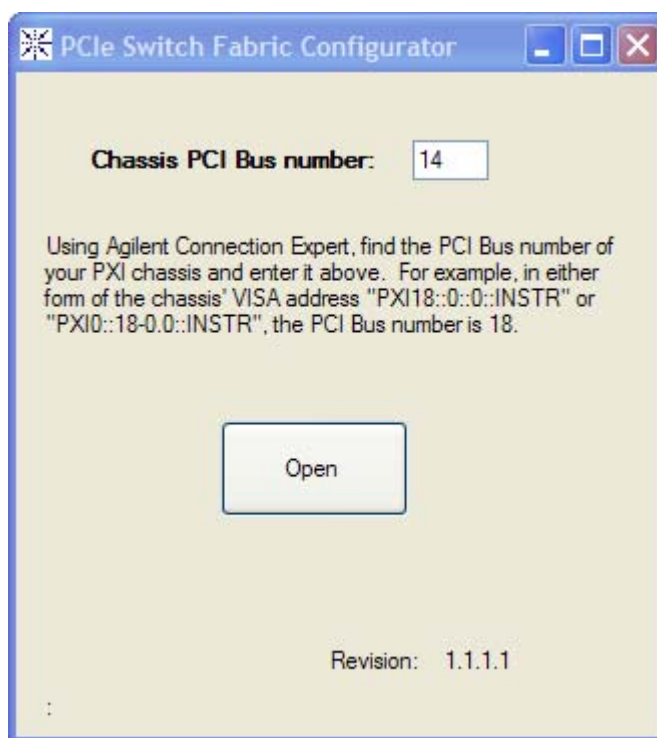 PCIe Switch Fabric Configurator
Chassis PCI Bus number: 14
Using Agilent Connection Expert, find the PCI Bus number of
your PXI chassis and enter it above.  For example, in either
form of the chassis' VISA address "PXI18::0::0::INSTR" or
"PXI0::18-0.0::INSTR", the PCI Bus number is 18.
Open
Revision: 1.1.1.1
: